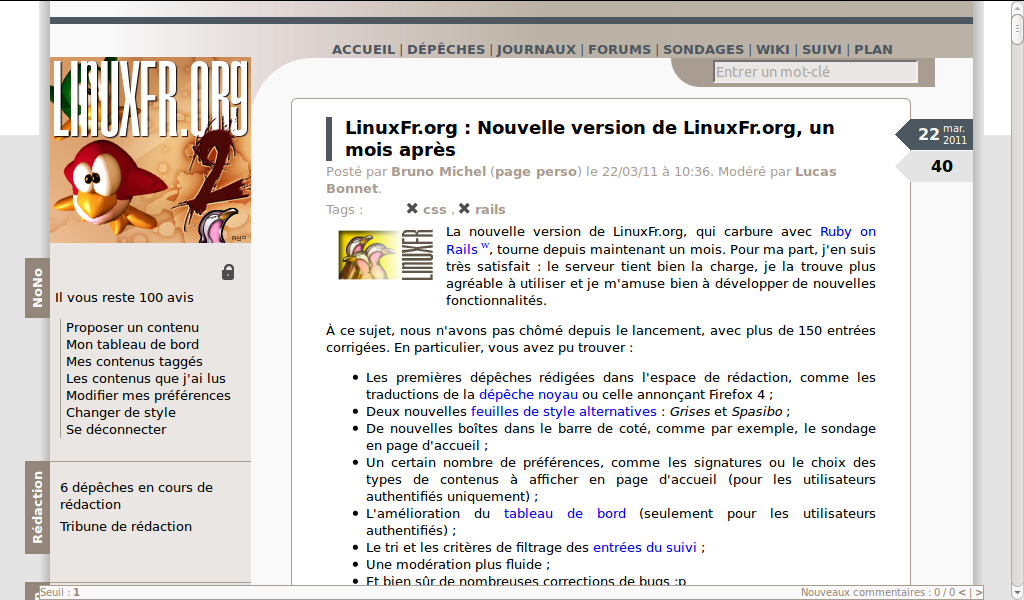 ACCUEIL | DÉPÊCHES | JOURNAUX | FORUMS | SONDAGES | WIKI | SUIVI | PLAN
Entrer un mot-clé
LINUXFR.ORG
2
Ayo
NoNo
Il vous reste 100 avis
Proposer un contenu
Mon tableau de bord
Mes contenus taggés
Les contenus que j'ai lus
Modifier mes préférences
Changer de style
Se déconnecter
Rédaction
6 dépêches en cours de
rédaction
Tribune de rédaction
LinuxFr.org : Nouvelle version de LinuxFr.org, un
mois après
22 mar. 2011
40
Posté par Bruno Michel (page perso) le 22/03/11 à 10:36. Modéré par Lucas
Bonnet.
Tags : css , rails
LINUXFR
La nouvelle version de LinuxFr.org, qui carbure avec Ruby on
Rails W, tourne depuis maintenant un mois. Pour ma part, j'en suis
très satisfait : le serveur tient bien la charge, je la trouve plus
agréable à utiliser et je m'amuse bien à développer de nouvelles
fonctionnalités.
À ce sujet, nous n'avons pas chômé depuis le lancement, avec plus de 150 entrées
corrigées. En particulier, vous avez pu trouver :
• Les premières dépêches rédigées dans l'espace de rédaction, comme les
traductions de la dépêche noyau ou celle annonçant Firefox 4 ;
• Deux nouvelles feuilles de style alternatives : Grises et Spasibo ;
• De nouvelles boîtes dans le barre de coté, comme par exemple, le sondage
en page d'accueil ;
• Un certain nombre de préférences, comme les signatures ou le choix des
types de contenus à afficher en page d'accueil (pour les utilisateurs
authentifiés uniquement) ;
• L'amélioration du tableau de bord (seulement pour les utilisateurs
authentifiés) ;
• Le tri et les critères de filtrage des entrées du suivi ;
• Une modération plus fluide ;
• Et bien sûr de nombreuses corrections de bugs :p
Seuil : 1
Nouveaux commentaires : 0 / 0 < | >